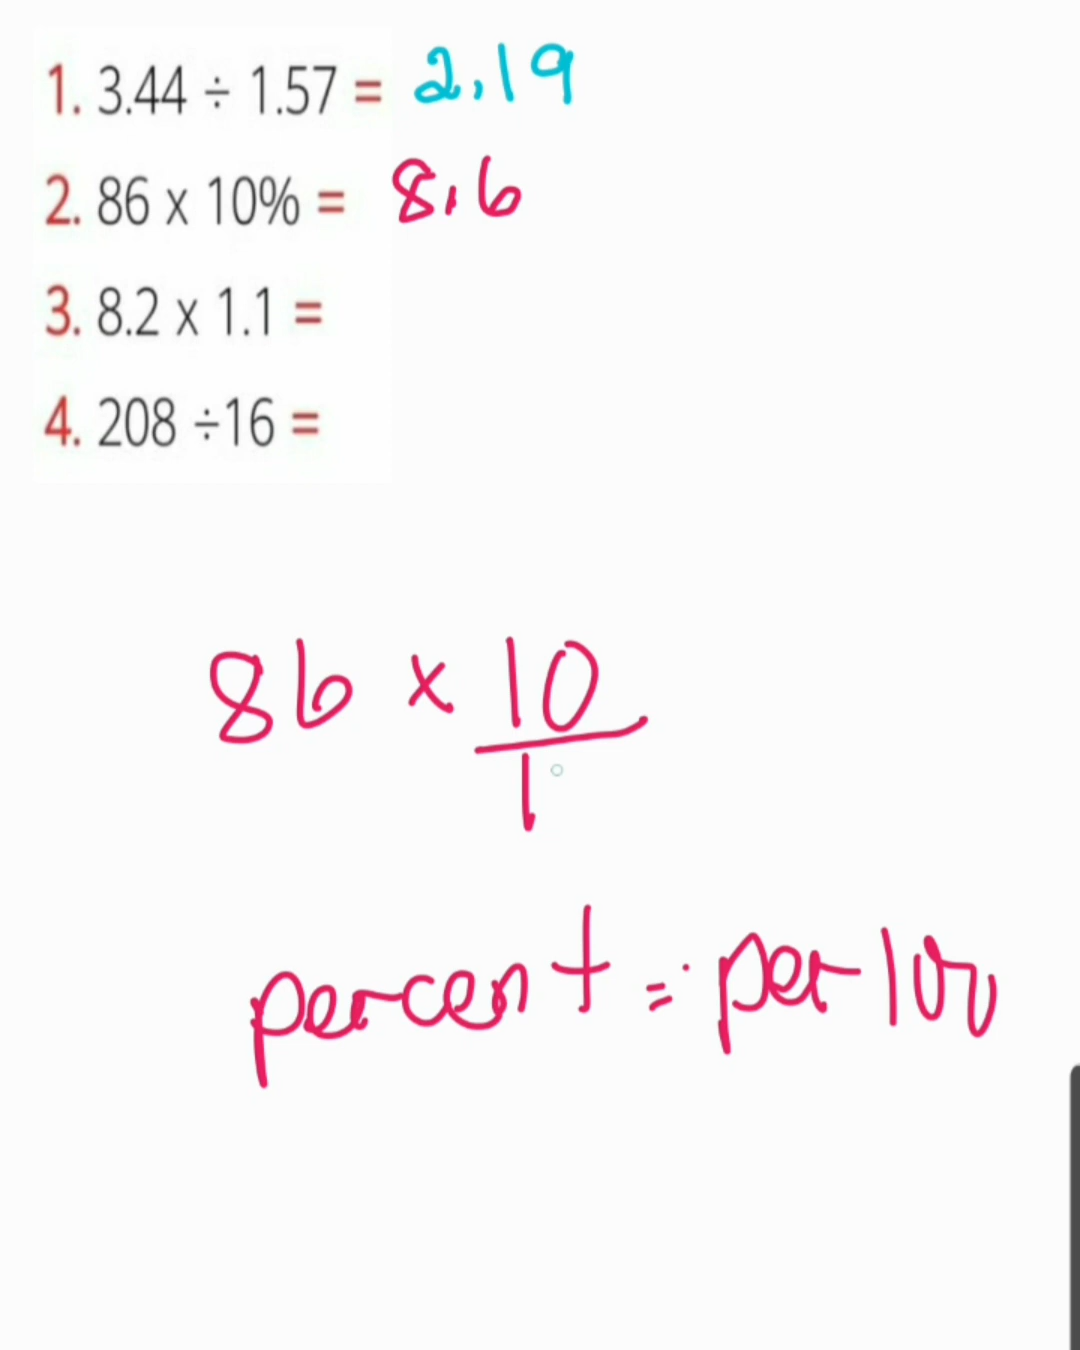 1. 3.44 ÷ 1.57 = 2.19
2. 86 x 10% = 8.6
3. 8.2 x 1.1 =
4. 208 ÷16 =
86 x 10
1
percent = per 100